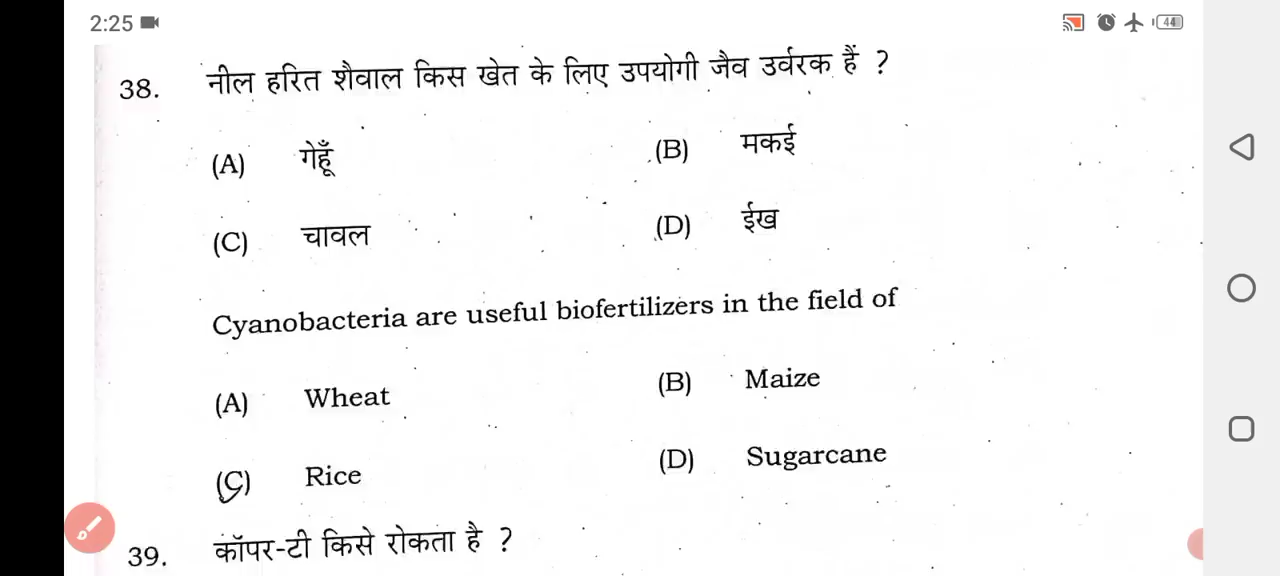 2:25
44
38. नील हरित शैवाल किस खेत के लिए उपयोगी जैव उर्वरक हैं ?
(A) गेहूँ (B) मकई
(C) चावल (D) ईख
Cyanobacteria are useful biofertilizers in the field of
(A) Wheat (B) Maize
(C) Rice (D) Sugarcane
39. कॉपर-टी किसे रोकता है ?